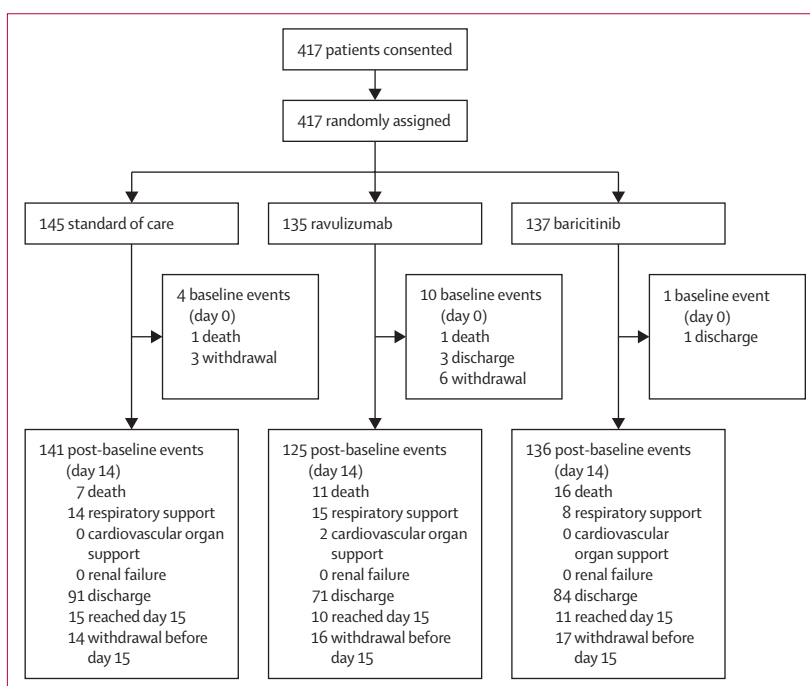 417 patients consented
417 randomly assigned
145 standard of care
135 ravulizumab
137 baricitinib
4 baseline events
(day 0)
1 death
3 withdrawal
10 baseline events
(day 0)
1 death
3 discharge
6 withdrawal
1 baseline event
(day 0)
1 discharge
141 post-baseline events
(day 14)
7 death
14 respiratory support
0 cardiovascular organ
support
0 renal failure
91 discharge
15 reached day 15
14 withdrawal before
day 15
125 post-baseline events
(day 14)
11 death
15 respiratory support
2 cardiovascular organ
support
0 renal failure
71 discharge
10 reached day 15
16 withdrawal before
day 15
136 post-baseline events
(day 14)
16 death
8 respiratory support
0 cardiovascular
organ support
0 renal failure
84 discharge
11 reached day 15
17 withdrawal before
day 15